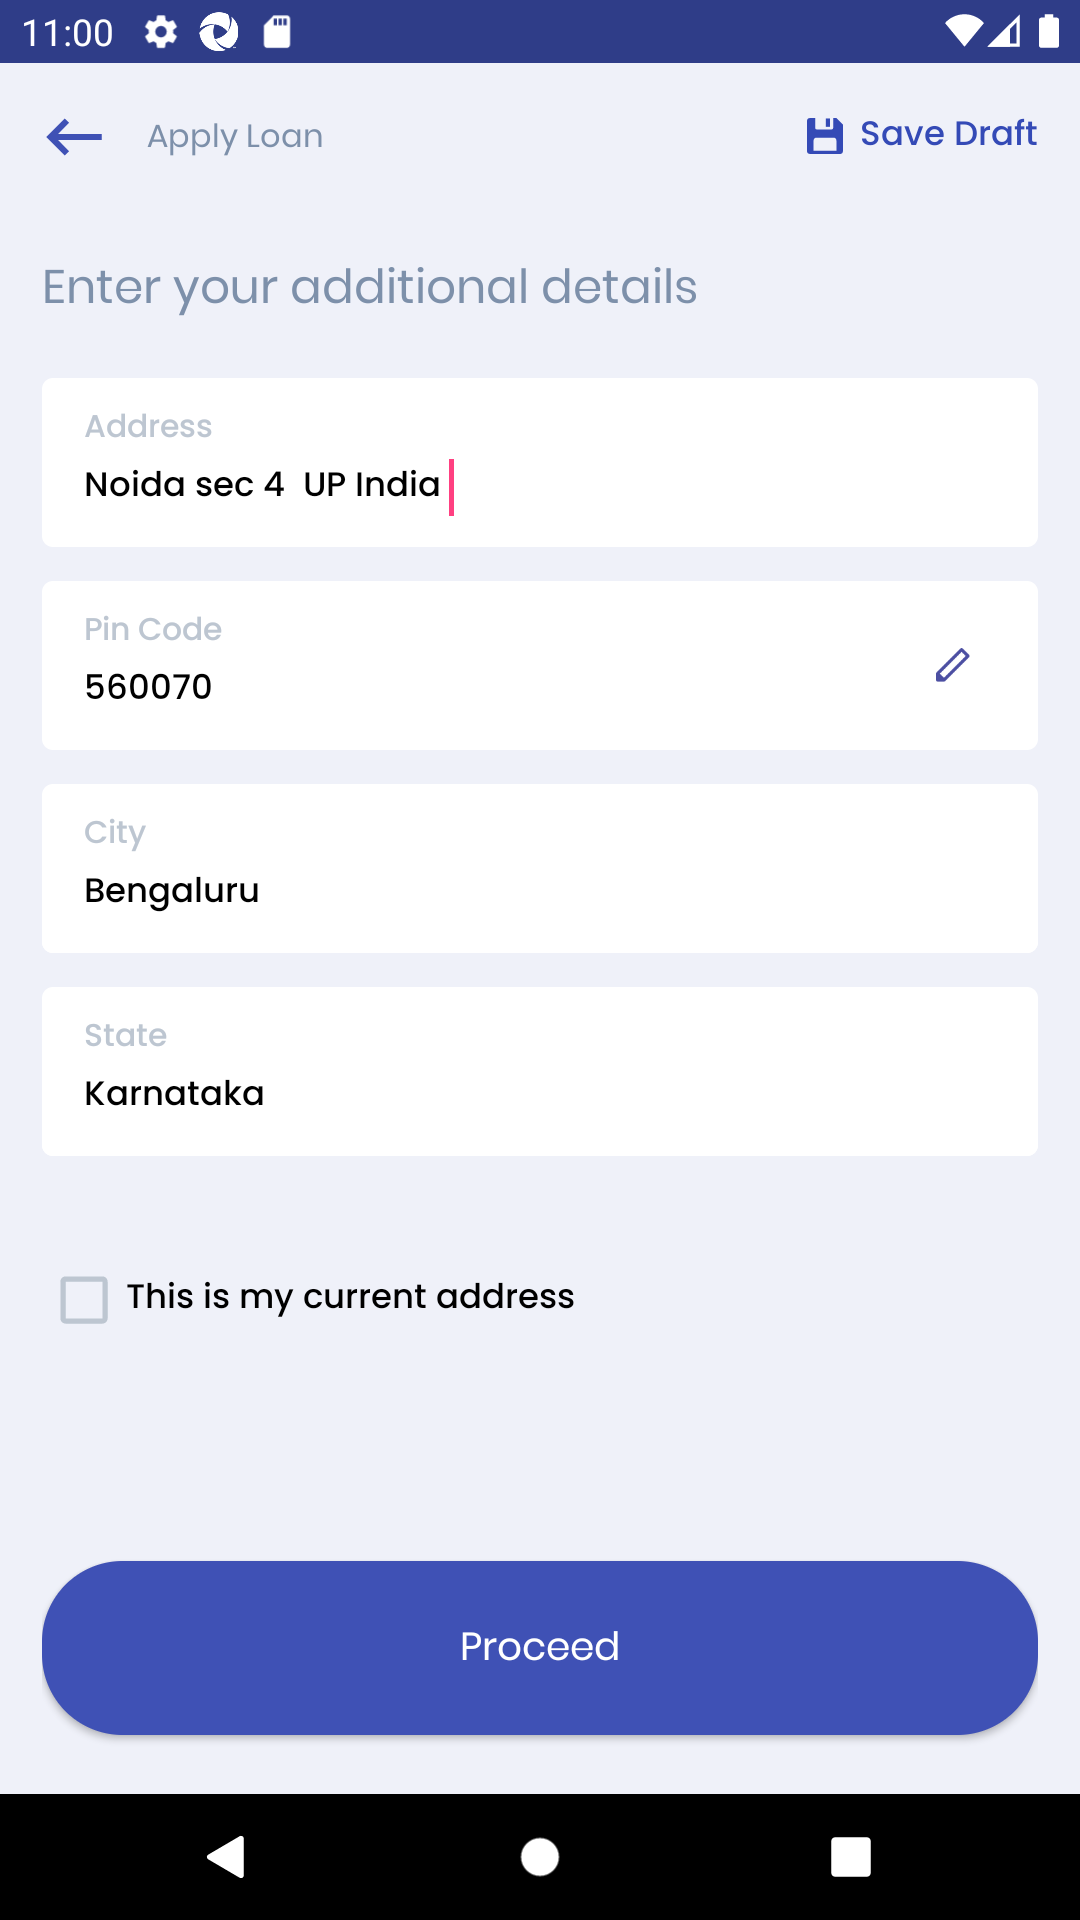 11:00
Apply Loan
Save Draft
Enter your additional details
Address
Noida sec 4  UP India
Pin Code
560070
City
Bengaluru
State
Karnataka
This is my current address
Proceed